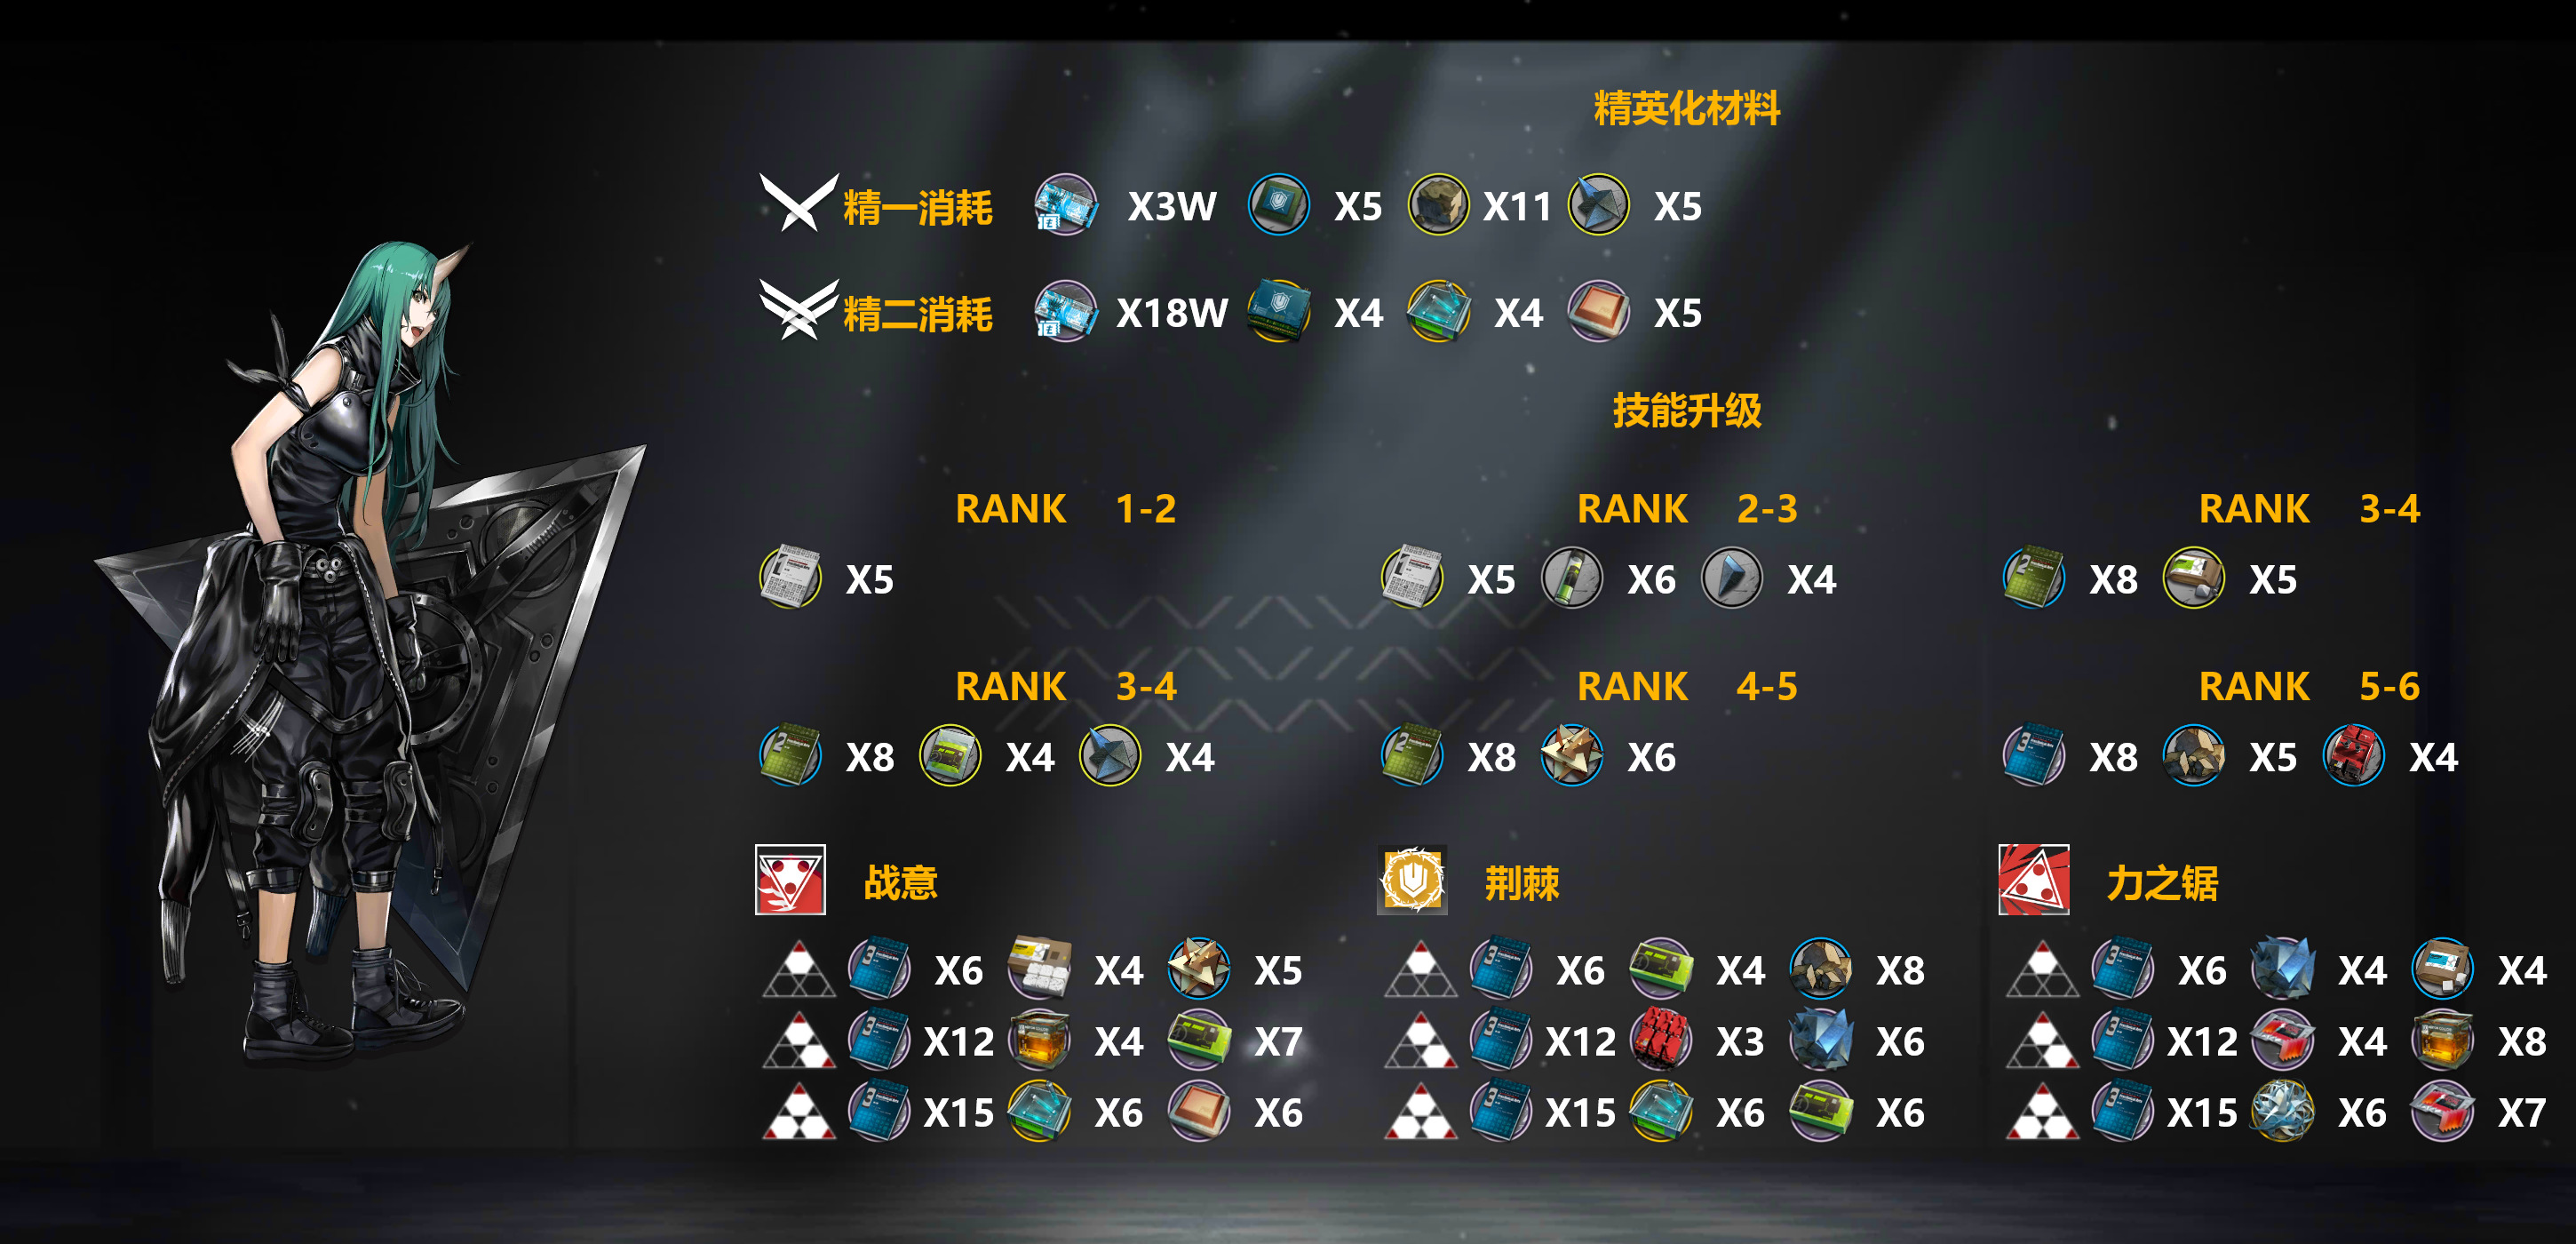 精英化材料
精一消耗 X3W X5 X11 X5
精二消耗 X18W X4 X4 X5
技能升级
RANK 1-2 RANK 2-3 RANK 3-4
X5 X5 X6 X4 X8 X5
RANK 3-4 RANK 4-5 RANK 5-6
X8 X4 X4 X8 X6 X8 X5 X4
战意 荆棘 力之锯
X6 X4 X5 X6 X4 X8 X6 X4 X4
X12 X4 X7 X12 X3 X6 X12 X4 X8
X15 X6 X6 X15 X6 X6 X15 X6 X7